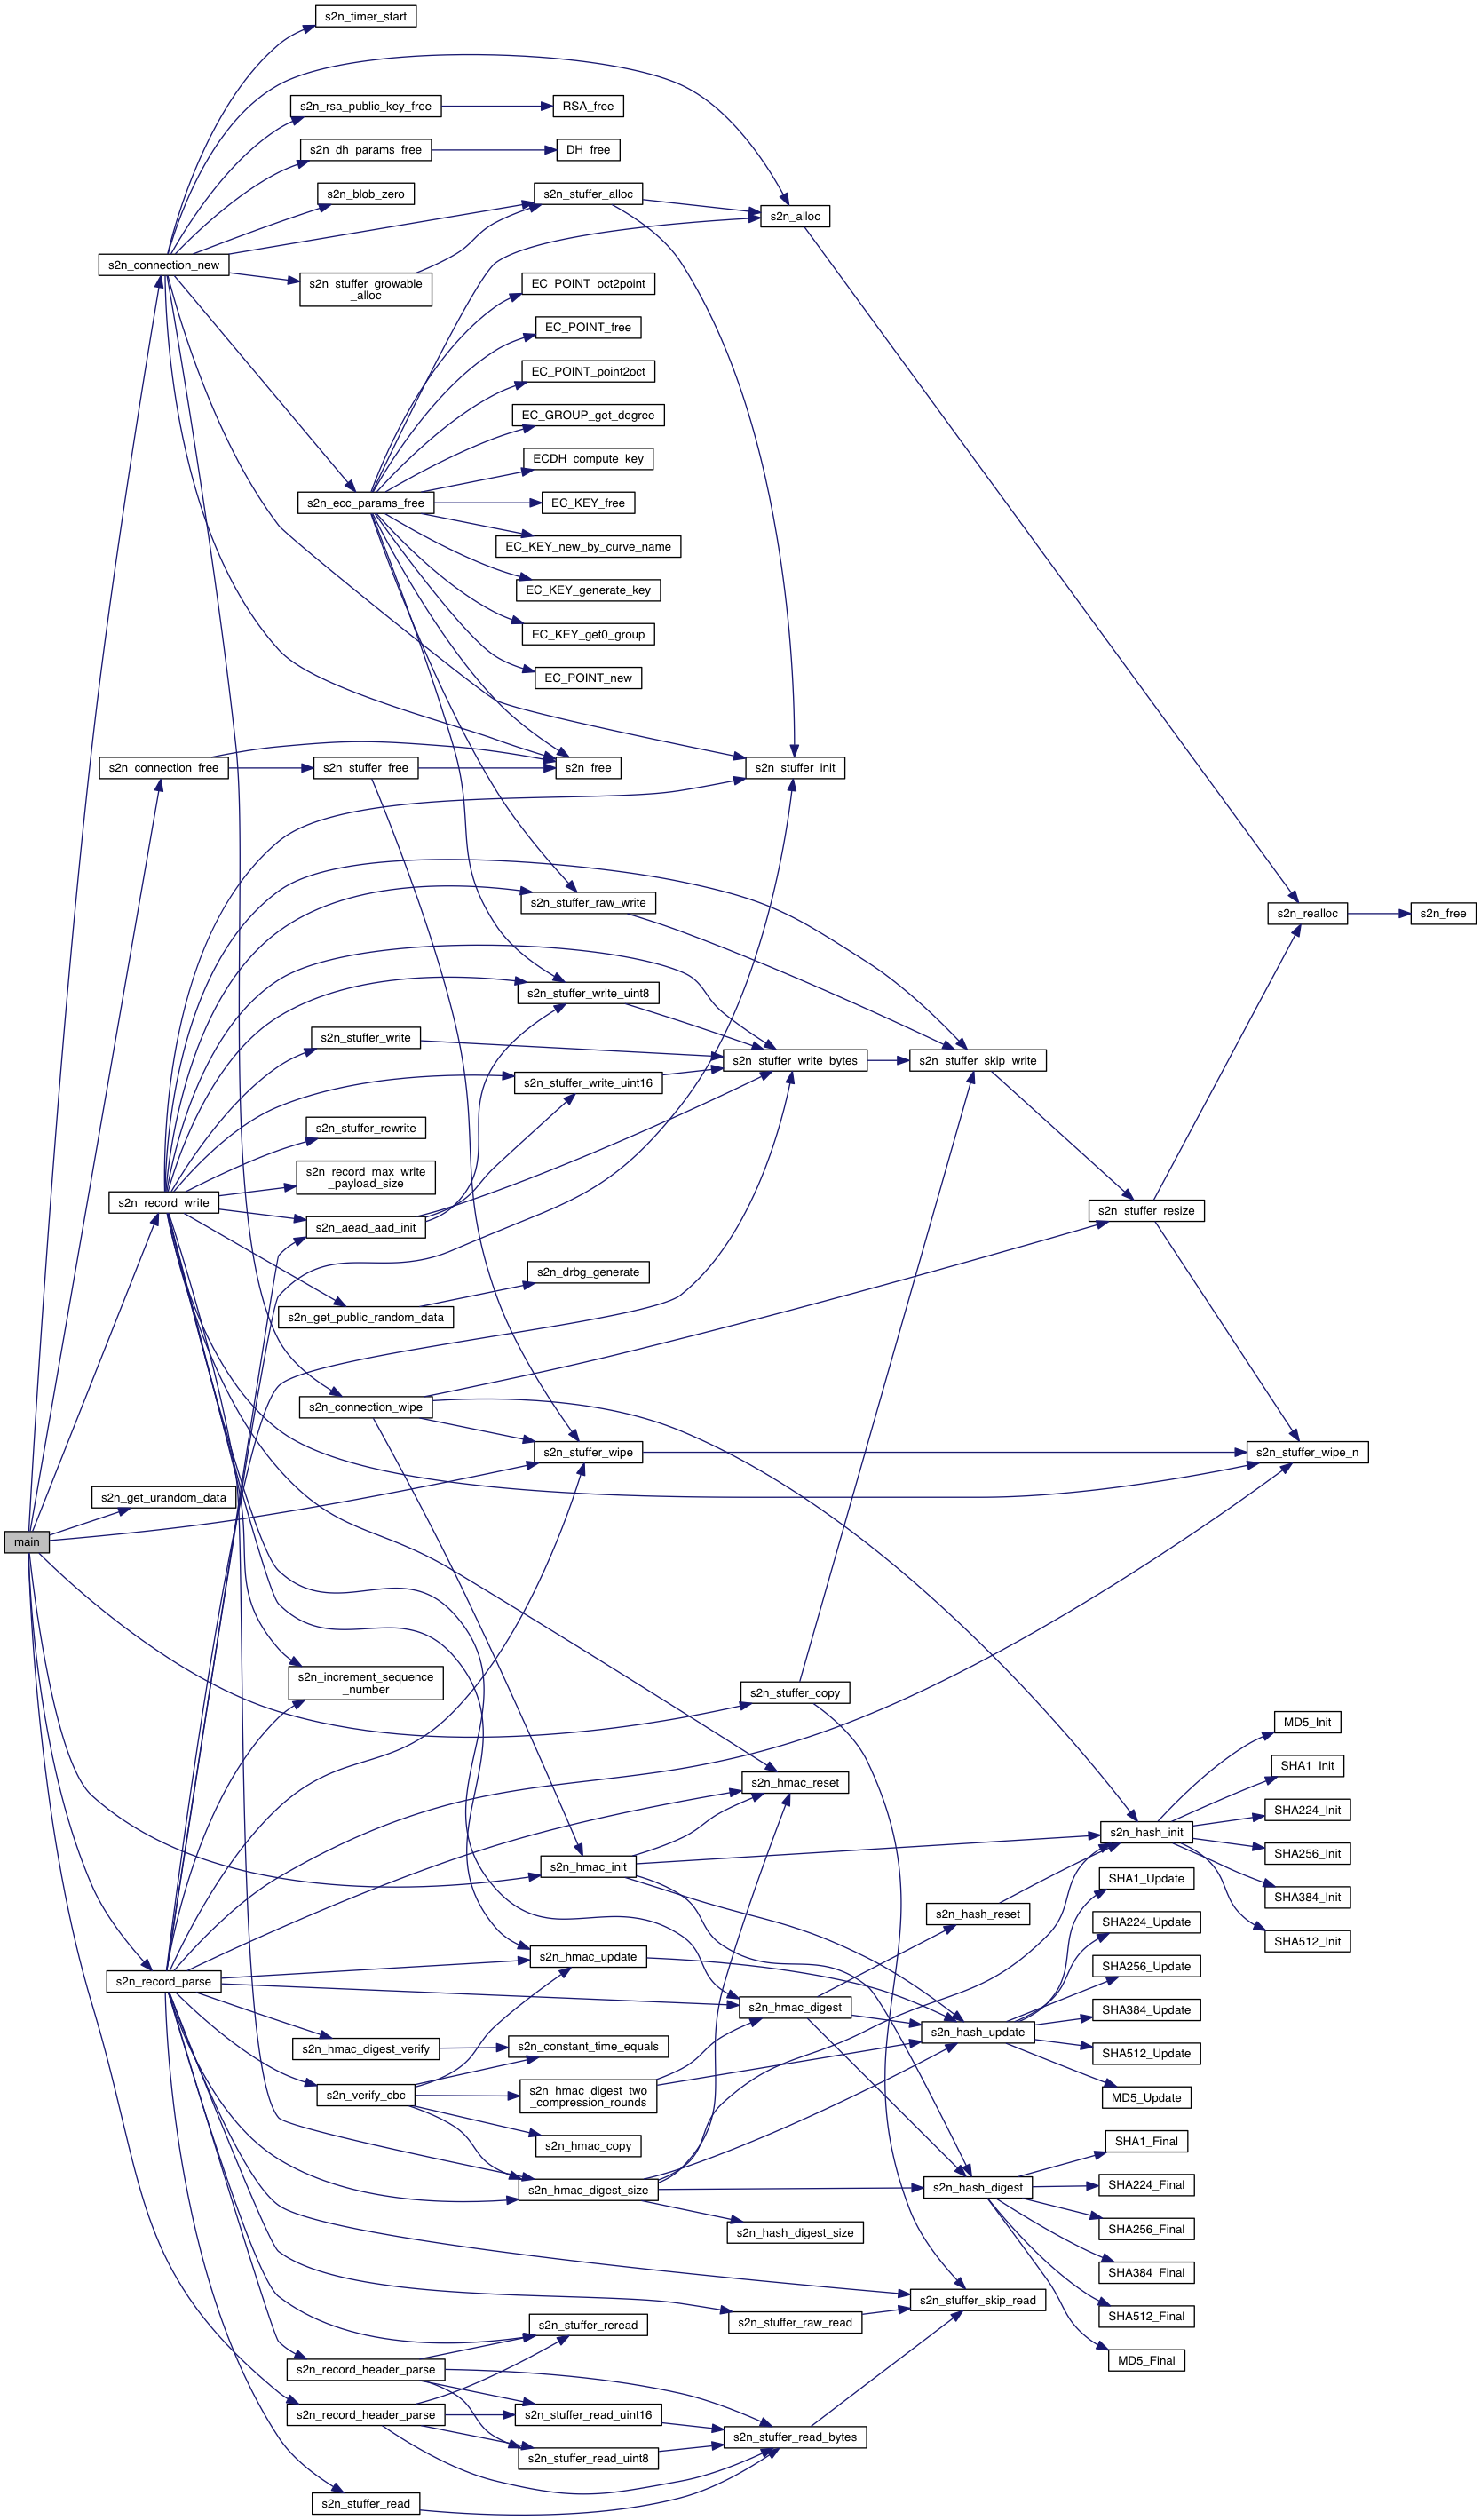 s2n_timer_start
s2n_rsa_public_key_free
RSA_free
s2n_dh_params_free
DH_free
s2n_blob_zero
s2n_stuffer_alloc
s2n_alloc
s2n_connection_new
s2n_stuffer_growable
_alloc
EC_POINT_oct2point
EC_POINT_free
EC_POINT_point2oct
EC_GROUP_get_degree
ECDH_compute_key
s2n_ecc_params_free
EC_KEY_free
EC_KEY_new_by_curve_name
EC_KEY_generate_key
EC_KEY_get0_group
EC_POINT_new
s2n_connection_free
s2n_stuffer_free
s2n_free
s2n_stuffer_init
s2n_stuffer_raw_write
s2n_realloc
s2n_free
s2n_stuffer_write_uint8
s2n_stuffer_write
s2n_stuffer_write_bytes
s2n_stuffer_skip_write
s2n_stuffer_write_uint16
s2n_stuffer_rewrite
s2n_record_max_write
_payload_size
s2n_record_write
s2n_stuffer_resize
s2n_aead_aad_init
s2n_drbg_generate
s2n_get_public_random_data
s2n_connection_wipe
s2n_stuffer_wipe
s2n_stuffer_wipe_n
s2n_get_urandom_data
main
s2n_increment_sequence
_number
s2n_stuffer_copy
MD5_Init
SHA1_Init
s2n_hmac_reset
SHA224_Init
s2n_hash_init
SHA256_Init
s2n_hmac_init
SHA1_Update
SHA384_Init
s2n_hash_reset
SHA224_Update
SHA512_Init
s2n_hmac_update
SHA256_Update
s2n_record_parse
s2n_hmac_digest
SHA384_Update
s2n_hash_update
s2n_hmac_digest_verify
s2n_constant_time_equals
SHA512_Update
s2n_verify_cbc
s2n_hmac_digest_two
_compression_rounds
MD5_Update
s2n_hmac_copy
SHA1_Final
s2n_hmac_digest_size
s2n_hash_digest
SHA224_Final
s2n_hash_digest_size
SHA256_Final
SHA384_Final
s2n_stuffer_skip_read
SHA512_Final
s2n_stuffer_raw_read
s2n_stuffer_reread
MD5_Final
s2n_record_header_parse
s2n_record_header_parse
s2n_stuffer_read_uint16
s2n_stuffer_read_bytes
s2n_stuffer_read_uint8
s2n_stuffer_read